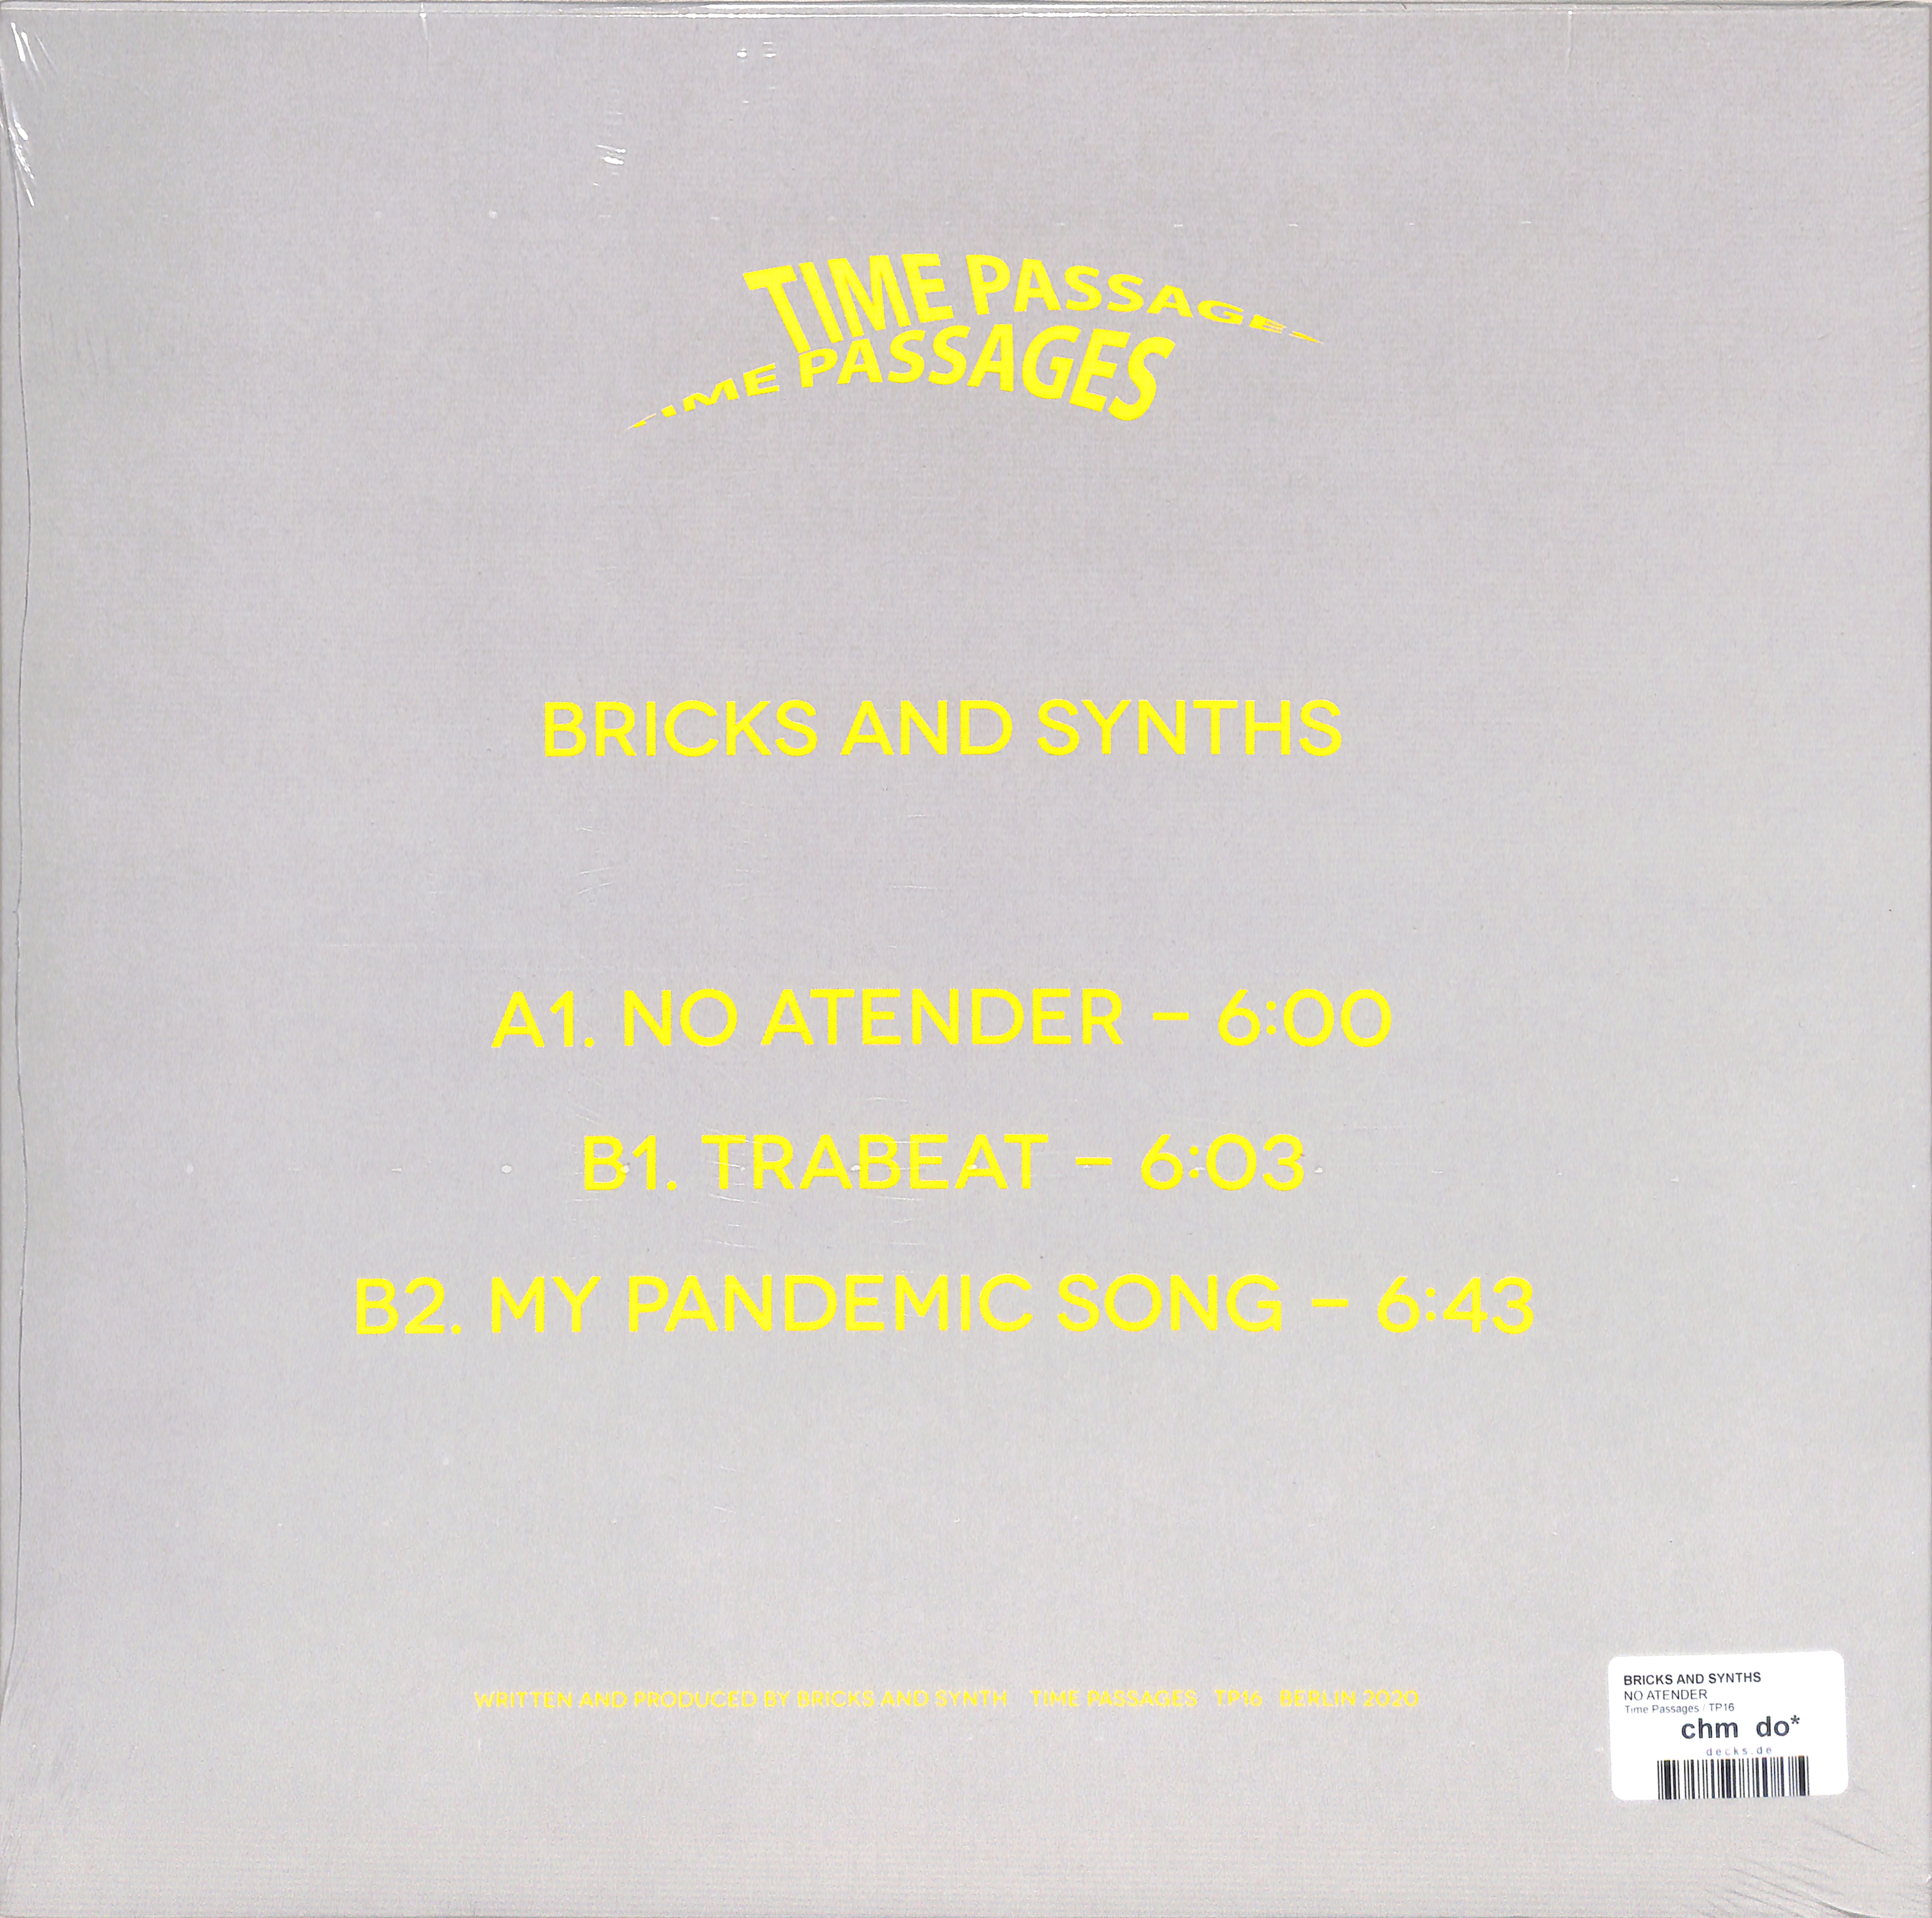 TIME PASSAGES
TIME PASSAGES
BRICKS AND SYNTHS
A1. NO ATENDER – 6:00
B1. TRABEAT – 6:03
B2. MY PANDEMIC SONG – 6:43
WRITTEN AND PRODUCED BY BRICKS AND SYNTH TIME PASSAGES TP16 BERLIN 2020
BRICKS AND SYNTHS
NO ATENDER
Time Passages / TP16
chm do*
decks.de